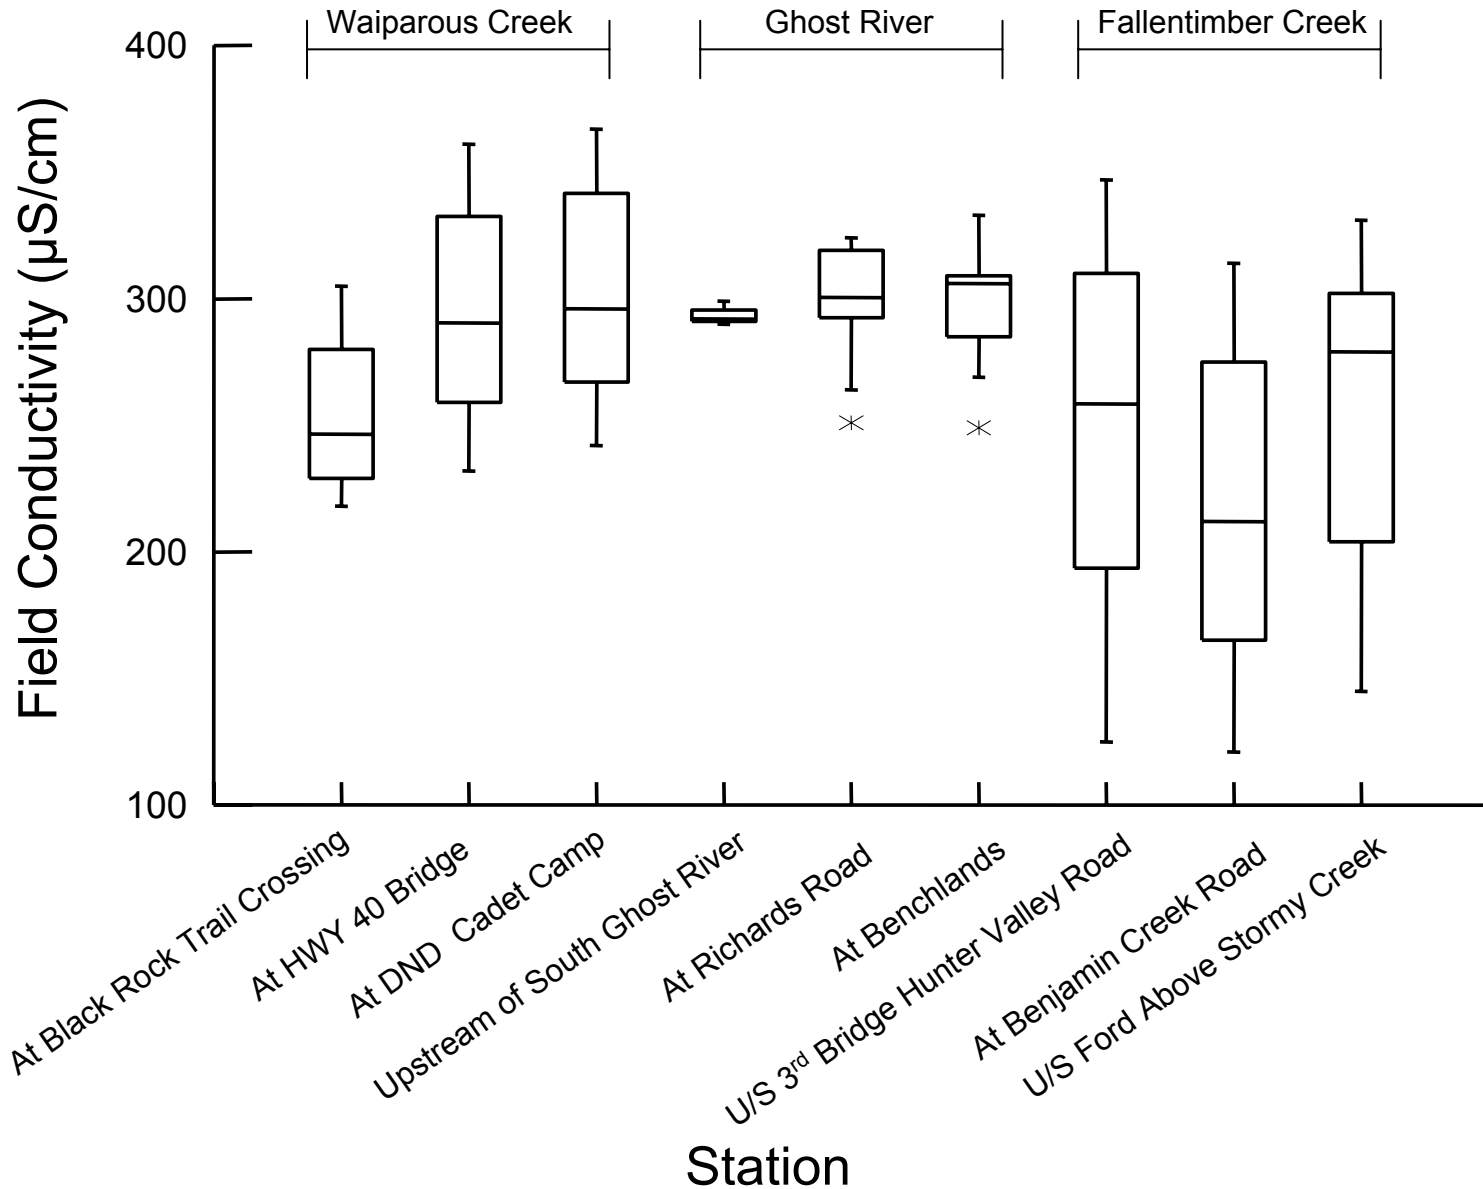 Waiparous Creek
Ghost River
Fallentimber Creek
400
300
200
100
Field Conductivity (µS/cm)
At Black Rock Trail Crossing
At HWY 40 Bridge
At DND  Cadet Camp
Upstream of South Ghost River
At Richards Road
At Benchlands
U/S 3rd Bridge Hunter Valley Road
At Benjamin Creek Road
U/S Ford Above Stormy Creek
Station